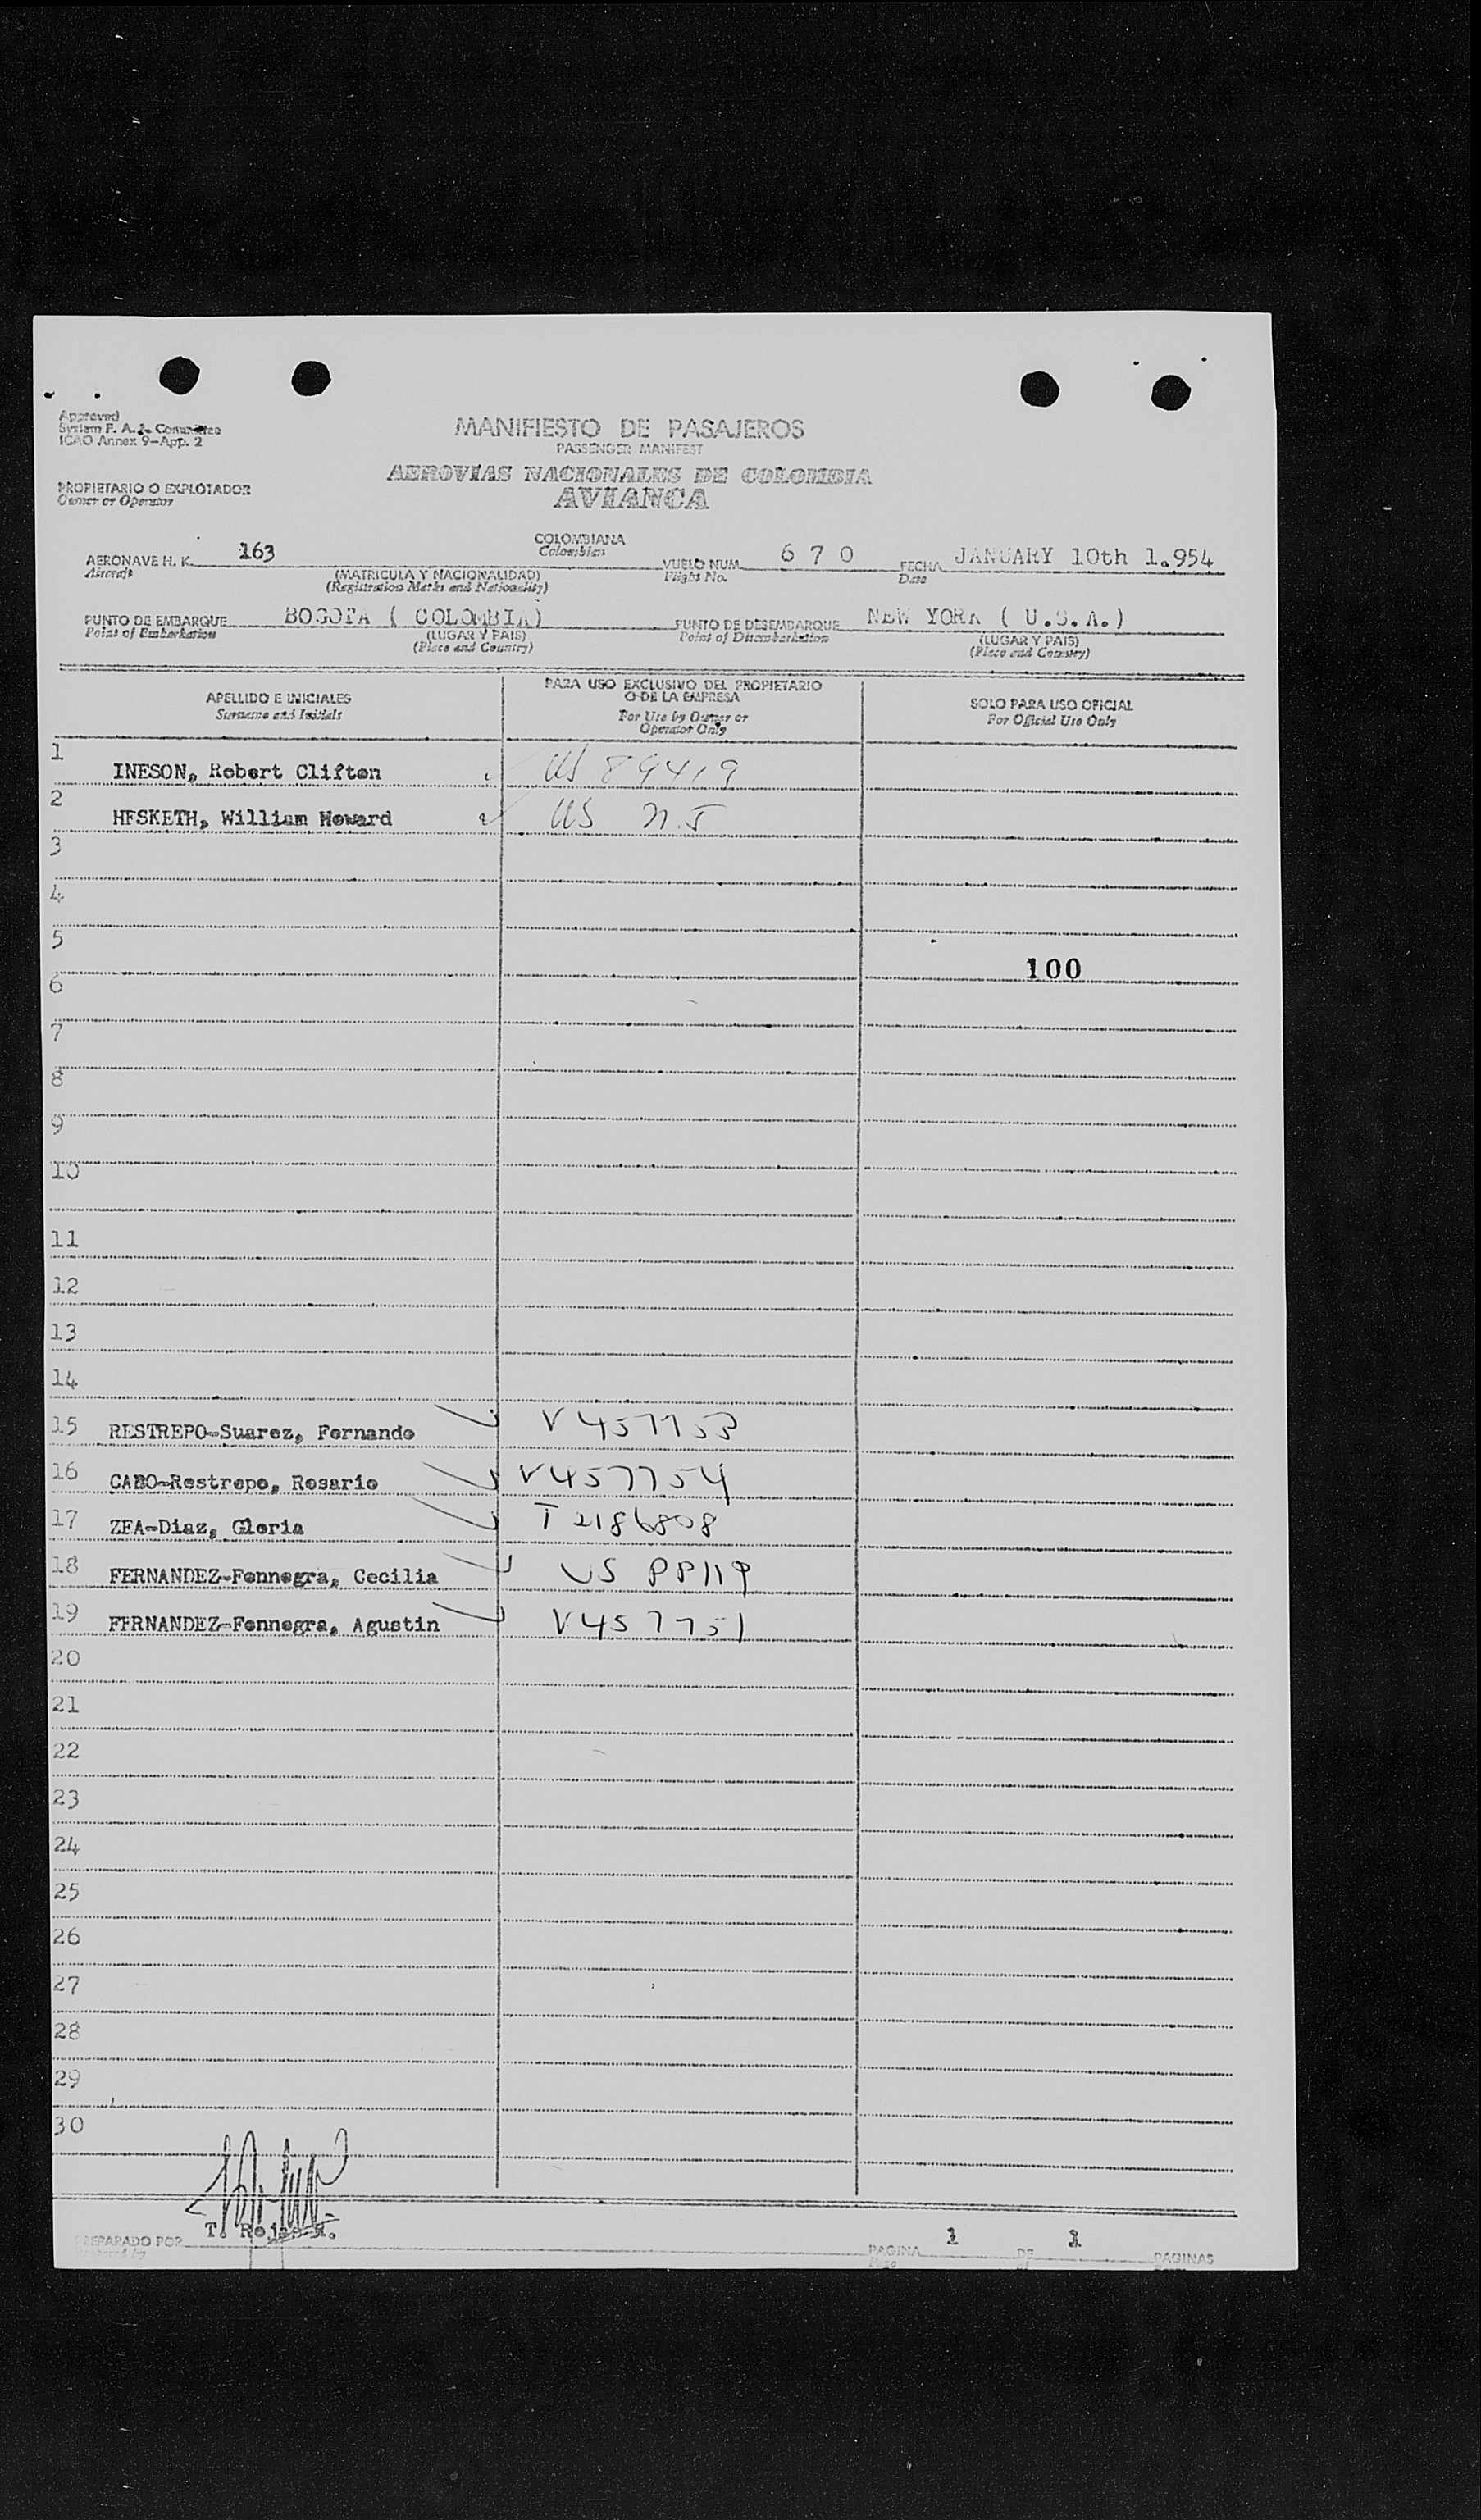 Approved
System F. A. L. Committee
ICAO Annex 9-App. 2
MANIFIESTO DE PASAJEROS
PASSENGER MANIFEST
AEROVIAS NACIONALES DE COLOMBIA
AVIANCA
PROPIETARIO O EXPLOTADOR
Owner or Operator
AERONAVE H. K. 163 COLOMBIANA VUELO NUM. 6 7 0 FECHA JANUARY 10th 1.954
Aircraft Colombian Flight No. Date
(MATRICULA Y NACIONALIDAD)
(Registration Marks and Nationality)
PUNTO DE EMBARQUE BOGOTA ( COLOMBIA) PUNTO DE DESEMBARQUE NEW YORK ( U.S.A.)
Point of Embarkation (LUGAR Y PAIS) Point of Disembarkation (LUGAR Y PAIS)
(Place and Country) (Place and Country)
APELLIDO E INICIALES PARA USO EXCLUSIVO DEL PROPIETARIO SOLO PARA USO OFICIAL
O DE LA EMPRESA
Surname and Initials For Use by Owner or For Official Use Only
Operator Only
1 INESON, Robert Clifton US 89419
2 HESKETH, William Howard US N.J
3
4
5
100
6
7
8
9
10
11
12
13
14
15 RESTREPO-Suarez, Fernando V457753
16 CABO-Restrepo, Rosario V457754
17 ZEA-Diaz, Gloria T 2186808
18 FERNANDEZ-Fennegra, Cecilia US PP119
19 FERNANDEZ-Fennegra, Agustin V457751
20
21
22
23
24
25
26
27
28
29
30
PREPARADO POR T. Rojas R. PAGINA 1 DE 1 PAGINAS
Prepared by Page of